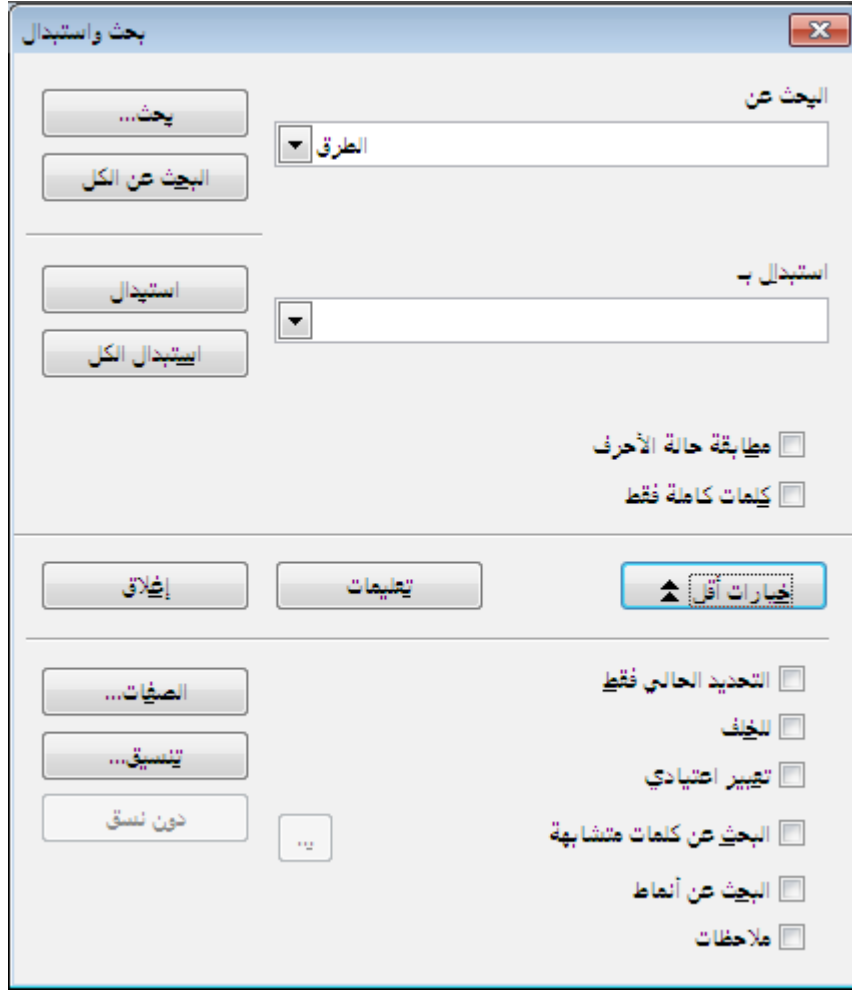 بحث واستبدال
البحث عن
بحث...
الطرق
البحث عن الكل
استبدال بـ
استبدال
استبدال الكل
مطابقة حالة الأحرف
كلمات كاملة فقط
خيارات أقل
تعليمات
إغلاق
التحديد الحالي فقط
الصفات...
للخلف
تنسيق...
تعبير اعتيادي
دون نسق
البحث عن كلمات متشابهة
...
البحث عن أنماط
ملاحظات